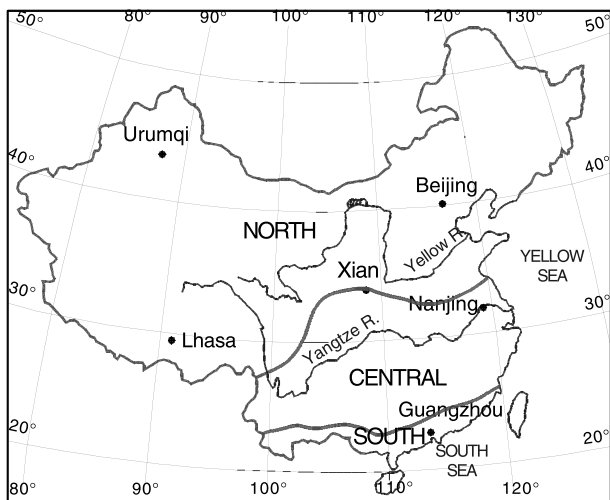 50° 80° 90° 100° 110° 120° 130° 50°
Urumqi
40°
40°
Beijing
NORTH
Yellow R.
YELLOW
SEA
Xian
30°
Nanjing
30°
Lhasa
Yangtze R.
CENTRAL
Guangzhou
20°
SOUTH
20°
SOUTH
SEA
80° 90° 100° 110° 120°